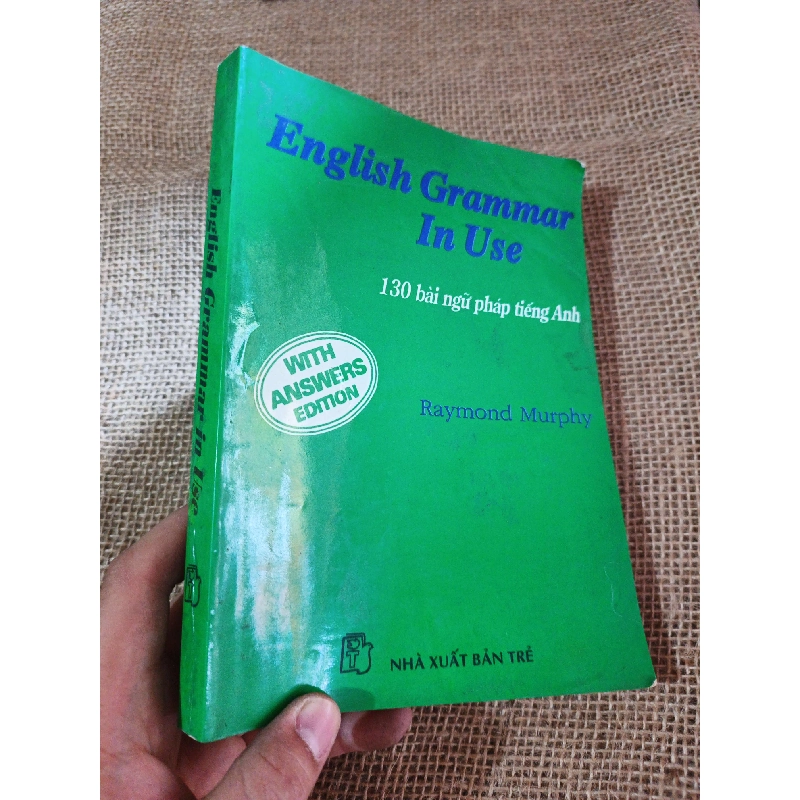 English Grammar
In Use
130 bài ngữ pháp tiếng Anh
WITH
ANSWERS
EDITION
Raymond Murphy
NHÀ XUẤT BẢN TRẺ
English Grammar in Use